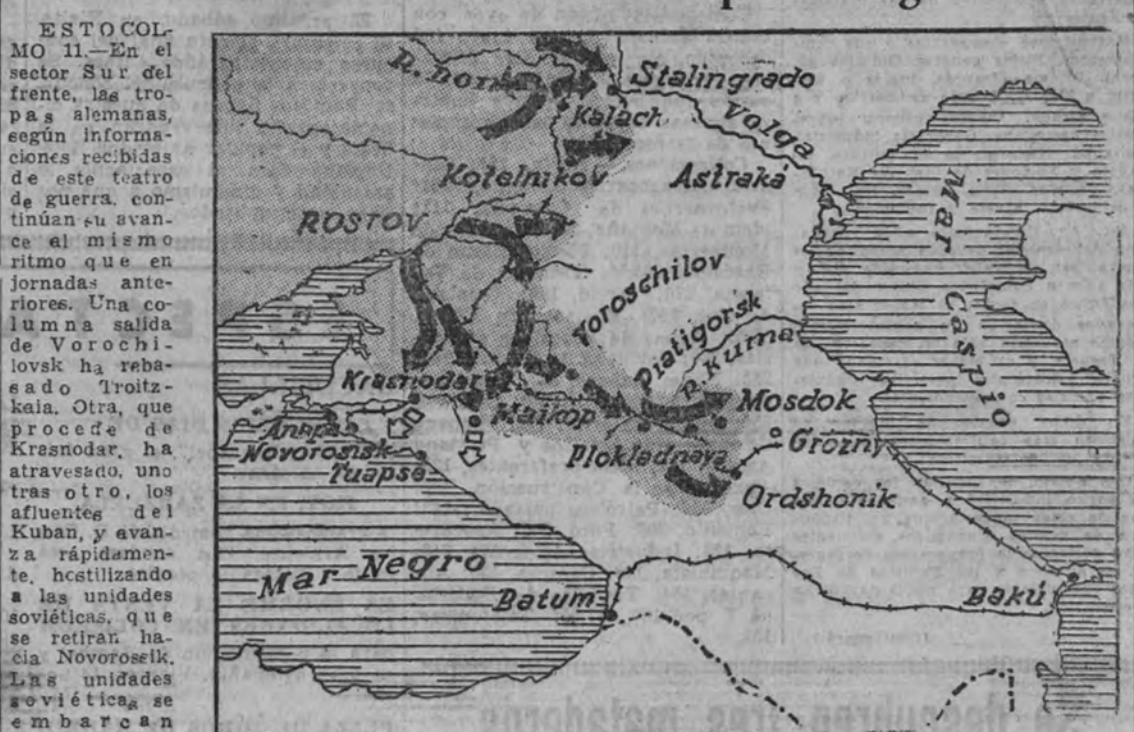 ESTOCOL-
MO 11.—En el
sector Sur del
frente, las tro-
pas alemanas,
según informa-
ciones recibidas
de este teatro
de guerra, con-
tinúan su avan-
ce al mismo
ritmo que en
jornadas ante-
riores. Una co-
lumna salida
de Vorochi-
lovsk ha reba-
sado Troitz-
kaia. Otra, que
procede de
Krasnodar, ha
atravesado, uno
tras otro, los
afluentes del
Kuban, y avan-
za rápidamen-
te, hostilizando
a las unidades
soviéticas, que
se retiran ha-
cia Novorossik.
Las unidades
soviéticas se
embarcan
R. Don
Stalingrado
Kalach
Volga
Kotelnikov
Astraká
ROSTOV
Mar Caspio
Voroschilov
Piatigorsk
R. Kuma
Krasnodar
Maikop
Mosdok
Anapa
Novorosisk
Grozny
Tuapse
Plokladnaya
Ordshonik
Mar Negro
Batum
Bakú